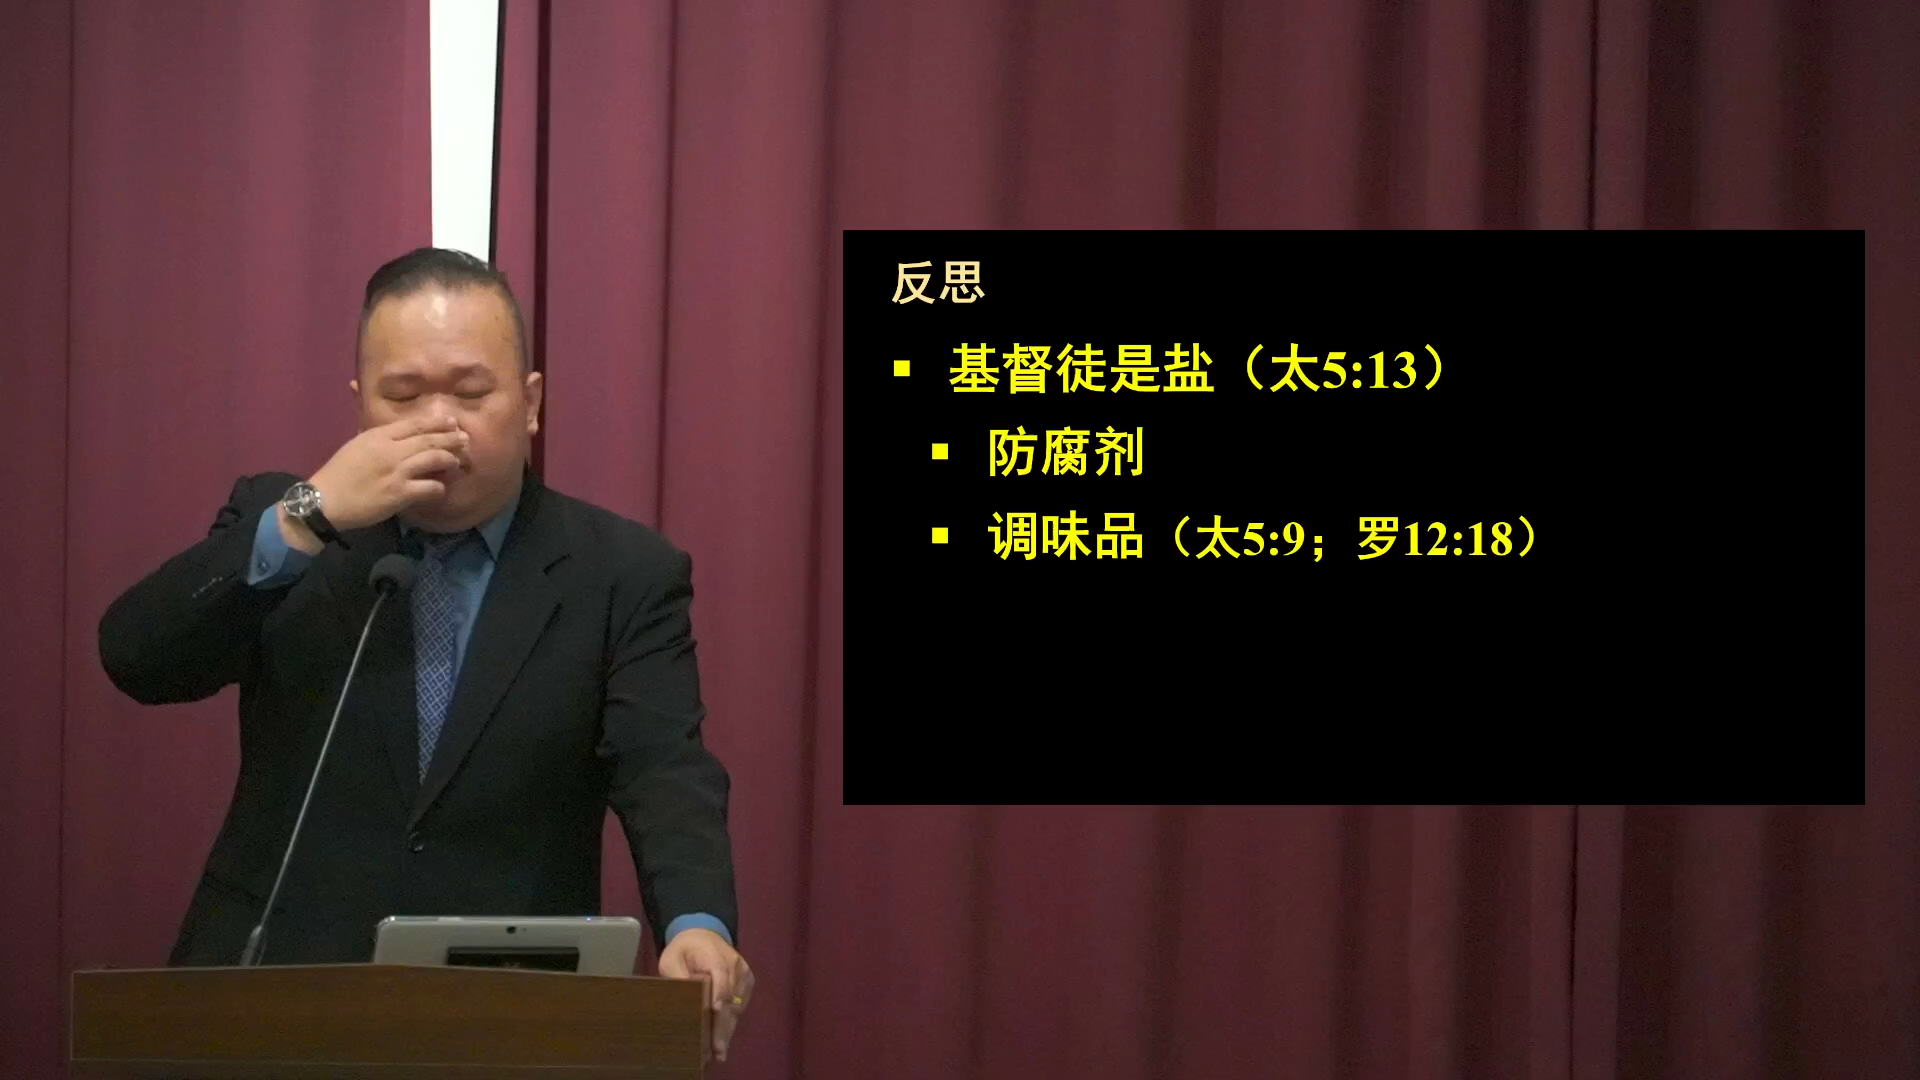 反思
▪ 基督徒是盐（太5:13）
▪ 防腐剂
▪ 调味品（太5:9；罗12:18）